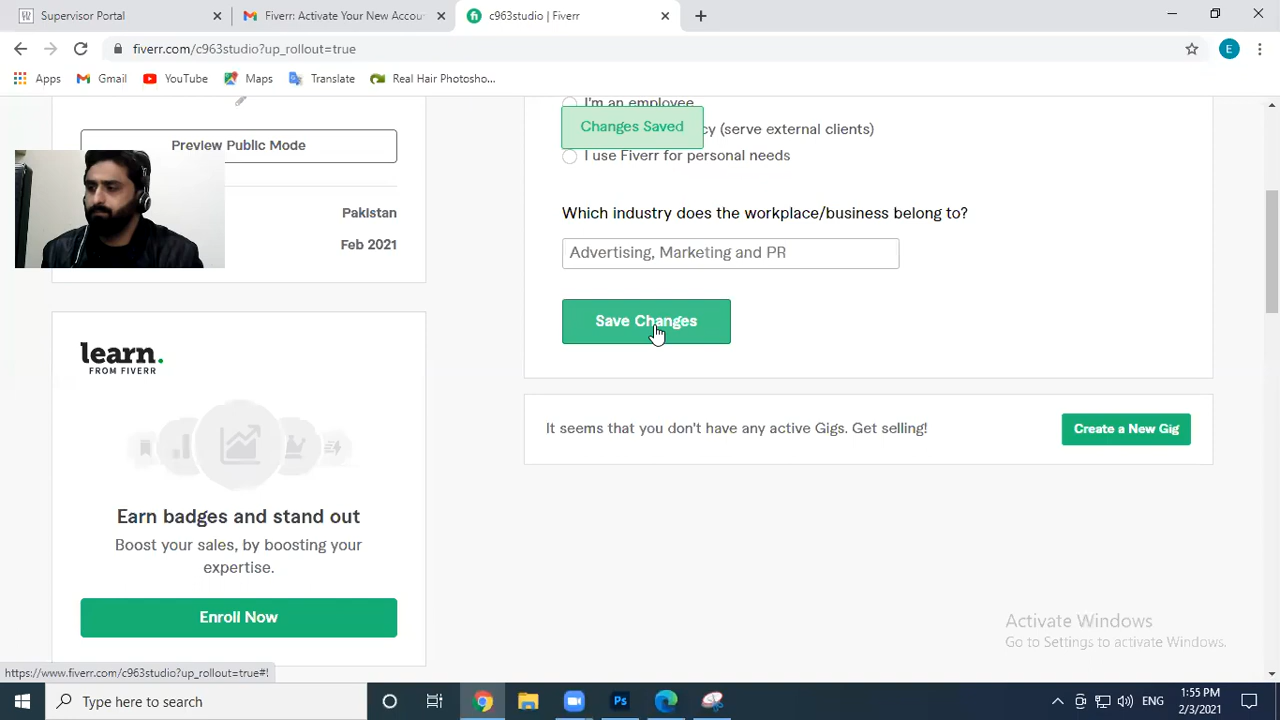 Supervisor Portal
Fiverr: Activate Your New Accou
c963studio | Fiverr
fiverr.com/c963studio?up_rollout=true
E
Apps
Gmail
YouTube
Maps
Translate
Real Hair Photosho...
I'm an employee
Changes Saved
cy (serve external clients)
Preview Public Mode
I use Fiverr for personal needs
Pakistan
Feb 2021
Which industry does the workplace/business belong to?
Advertising, Marketing and PR
Save Changes
learn.
FROM FIVERR
It seems that you don't have any active Gigs. Get selling!
Create a New Gig
Earn badges and stand out
Boost your sales, by boosting your
expertise.
Enroll Now
Activate Windows
Go to Settings to activate Windows.
https://www.fiverr.com/c963studio?up_rollout=true#!
Type here to search
Ps
ENG
1:55 PM
2/3/2021